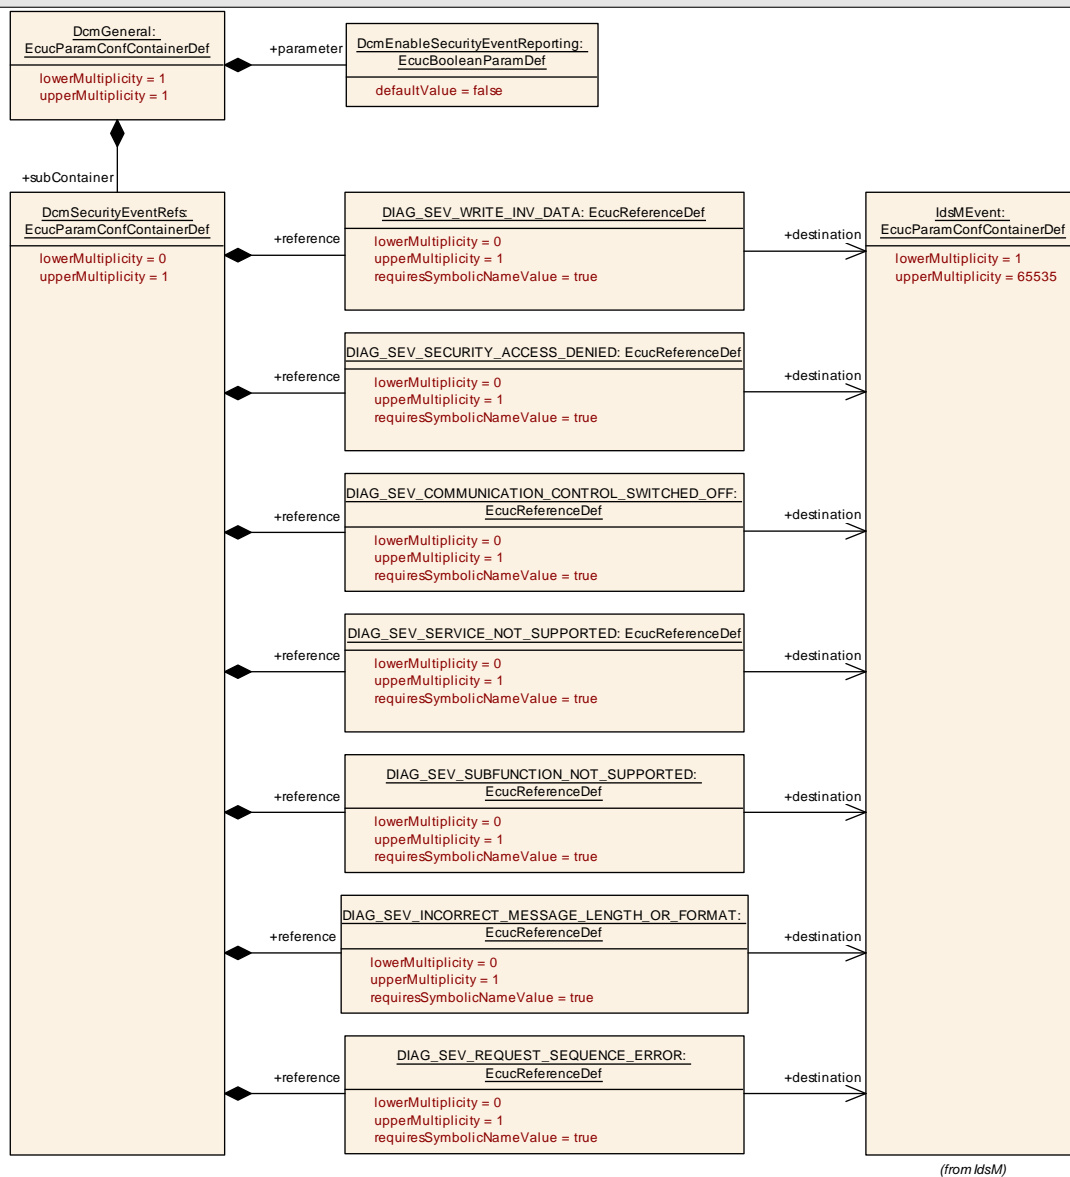 DcmGeneral:
EcucParamConfContainerDef
lowerMultiplicity = 1
upperMultiplicity = 1
+parameter
DcmEnableSecurityEventReporting:
EcucBooleanParamDef
defaultValue = false
+subContainer
DcmSecurityEventRefs:
EcucParamConfContainerDef
lowerMultiplicity = 0
upperMultiplicity = 1
+reference
DIAG_SEV_WRITE_INV_DATA: EcucReferenceDef
lowerMultiplicity = 0
upperMultiplicity = 1
requiresSymbolicNameValue = true
+destination
IdsMEvent:
EcucParamConfContainerDef
lowerMultiplicity = 1
upperMultiplicity = 65535
+reference
DIAG_SEV_SECURITY_ACCESS_DENIED: EcucReferenceDef
lowerMultiplicity = 0
upperMultiplicity = 1
requiresSymbolicNameValue = true
+destination
+reference
DIAG_SEV_COMMUNICATION_CONTROL_SWITCHED_OFF:
EcucReferenceDef
lowerMultiplicity = 0
upperMultiplicity = 1
requiresSymbolicNameValue = true
+destination
+reference
DIAG_SEV_SERVICE_NOT_SUPPORTED: EcucReferenceDef
lowerMultiplicity = 0
upperMultiplicity = 1
requiresSymbolicNameValue = true
+destination
+reference
DIAG_SEV_SUBFUNCTION_NOT_SUPPORTED:
EcucReferenceDef
lowerMultiplicity = 0
upperMultiplicity = 1
requiresSymbolicNameValue = true
+destination
+reference
DIAG_SEV_INCORRECT_MESSAGE_LENGTH_OR_FORMAT:
EcucReferenceDef
lowerMultiplicity = 0
upperMultiplicity = 1
requiresSymbolicNameValue = true
+destination
+reference
DIAG_SEV_REQUEST_SEQUENCE_ERROR:
EcucReferenceDef
lowerMultiplicity = 0
upperMultiplicity = 1
requiresSymbolicNameValue = true
+destination
(from IdsM)